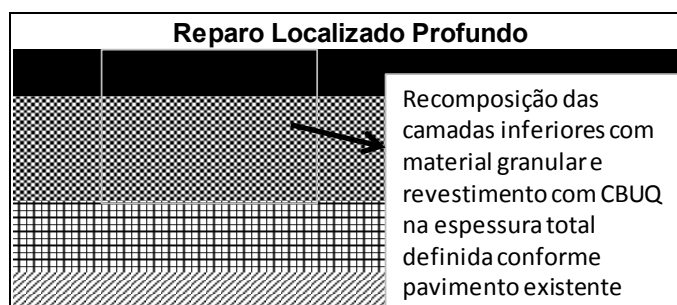 Reparo Localizado Profundo
Recomposição das
camadas inferiores com
material granular e
revestimento com CBUQ
na espessura total
definida conforme
pavimento existente